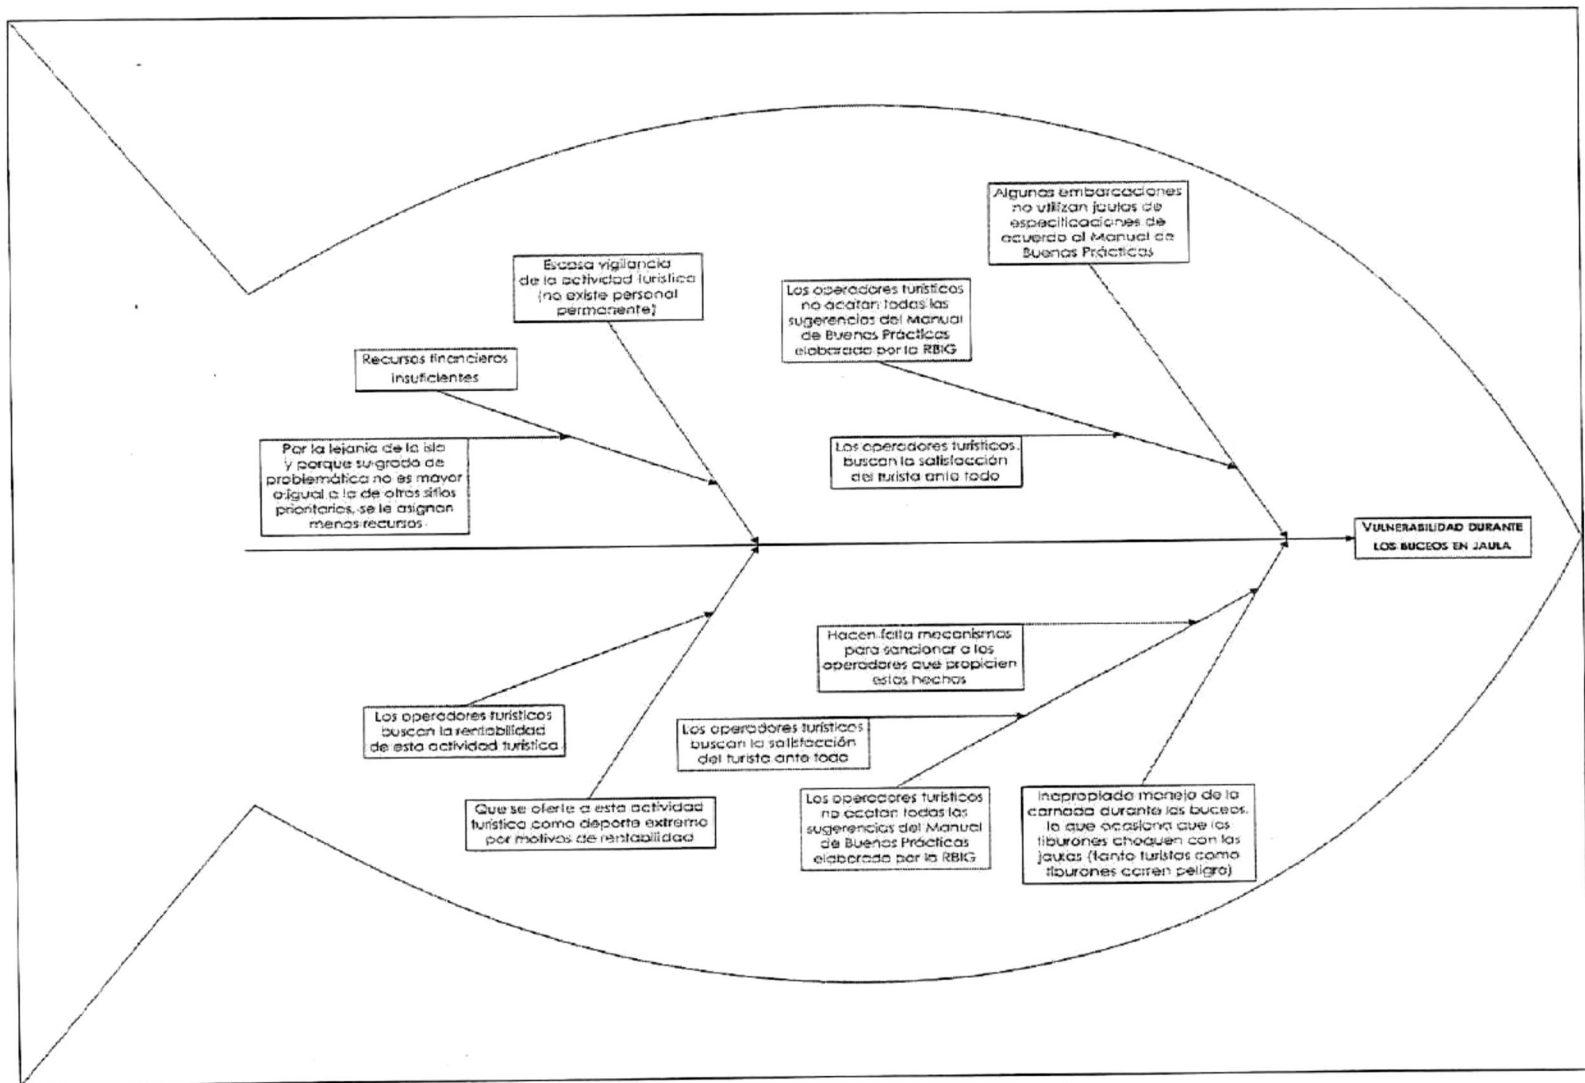 Algunas embarcaciones
no utilizan jaulas de
especificaciones de
acuerdo al Manual de
Buenas Prácticas
Escasa vigilancia
de la actividad turística
(no existe personal
permanente)
Los operadores turísticos
no acatan todas las
sugerencias del Manual
de Buenas Prácticas
elaborada por la RBIG
Recursos financieros
insuficientes
Por la lejanía de la isla
y porque su grado de
problemática no es mayor
o igual a la de otros sitios
prioritarios, se le asignan
menos recursos
Los operadores turísticos,
buscan la satisfacción
del turista ante todo
VULNERABILIDAD DURANTE
LOS BUCEOS EN JAULA
Hacen falta mecanismos
para sancionar a los
operadores que propicien
estos hechos
Los operadores turísticos
buscan la rentabilidad
de esta actividad turística
Los operadores turísticos
buscan la satisfacción
del turista ante todo
Que se oferte a esta actividad
turística como deporte extremo
por motivos de rentabilidad
Los operadores turísticos
no acatan todas las
sugerencias del Manual
de Buenas Prácticas
elaborada por la RBIG
Inapropiado manejo de la
carnada durante los buceos,
lo que ocasiona que los
tiburones choquen con las
jaulas (tanto turistas como
tiburones corren peligro)